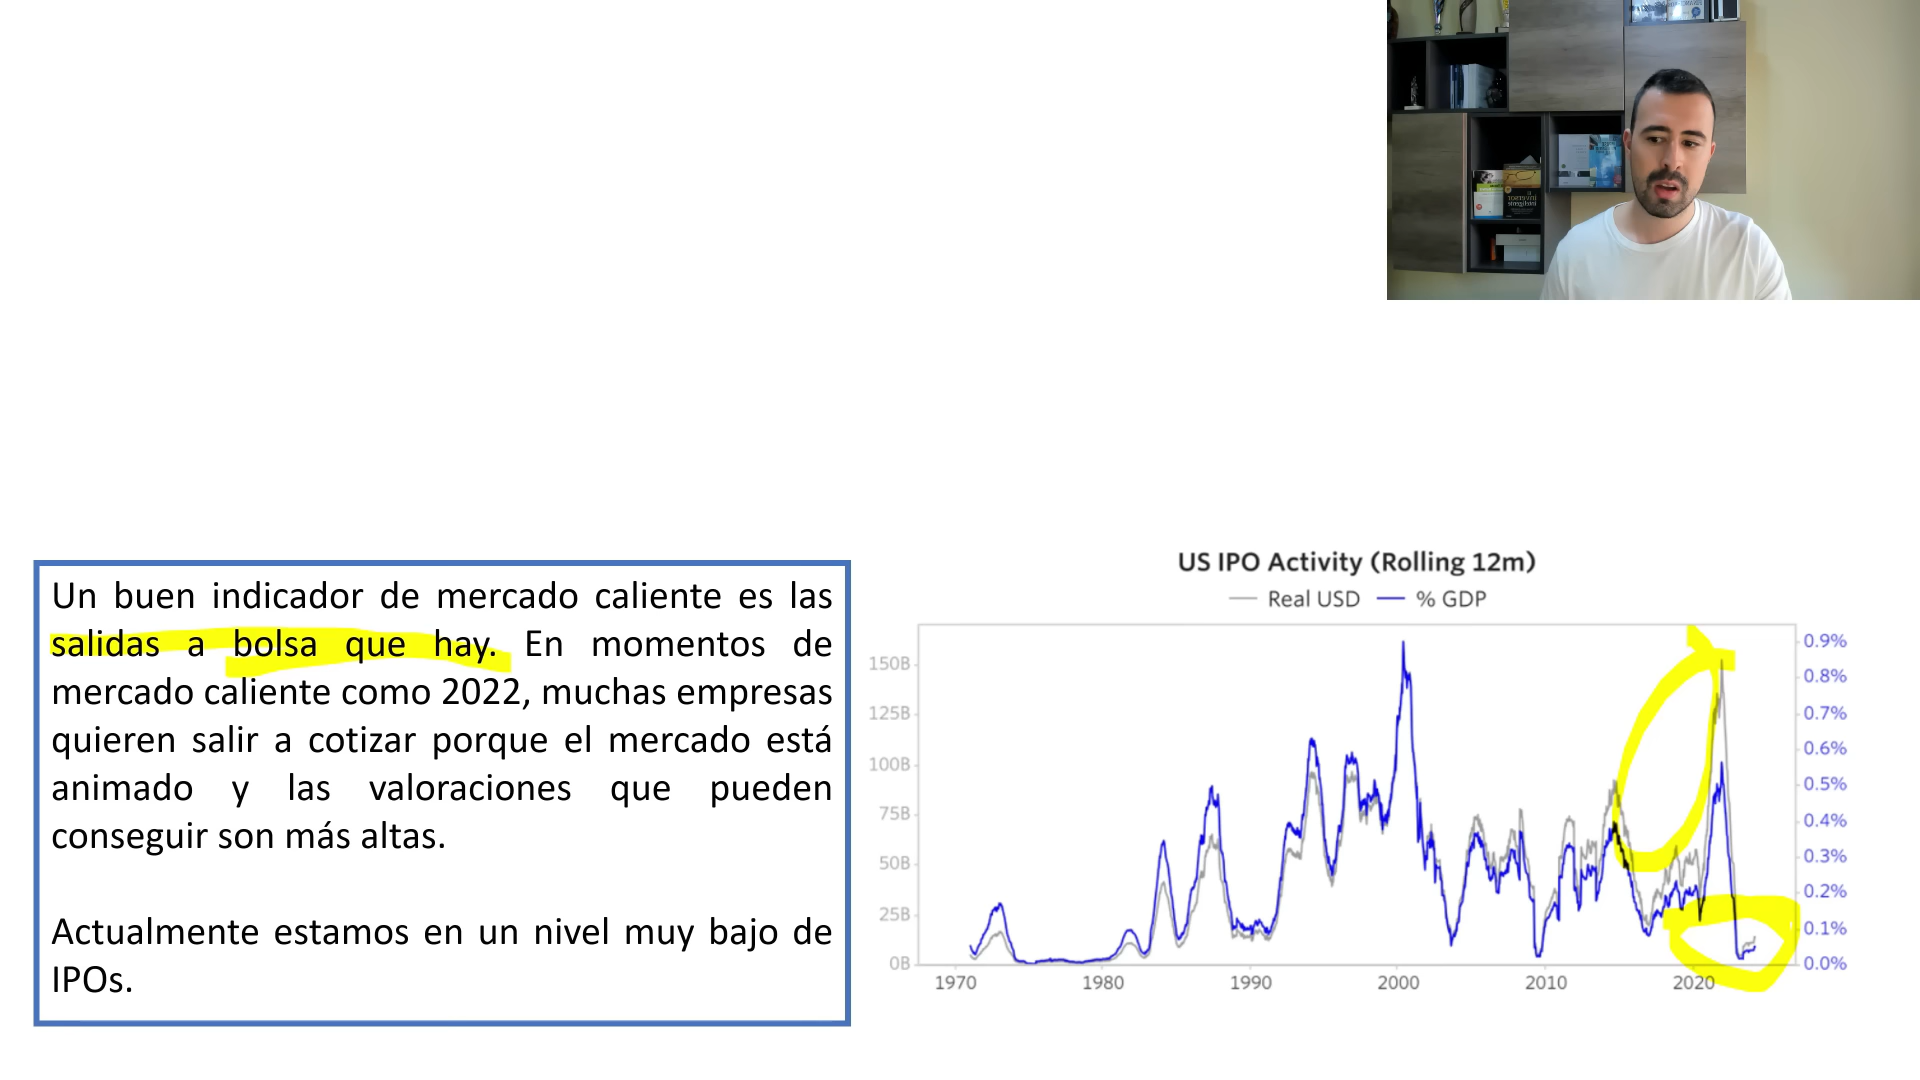 Un buen indicador de mercado caliente es las
salidas a bolsa que hay. En momentos de
mercado caliente como 2022, muchas empresas
quieren salir a cotizar porque el mercado está
animado y las valoraciones que pueden
conseguir son más altas.
Actualmente estamos en un nivel muy bajo de
IPOs.
US IPO Activity (Rolling 12m)
Real USD % GDP
150B
125B
100B
75B
50B
25B
0B
0.9%
0.8%
0.7%
0.6%
0.5%
0.4%
0.3%
0.2%
0.1%
0.0%
1970 1980 1990 2000 2010 2020